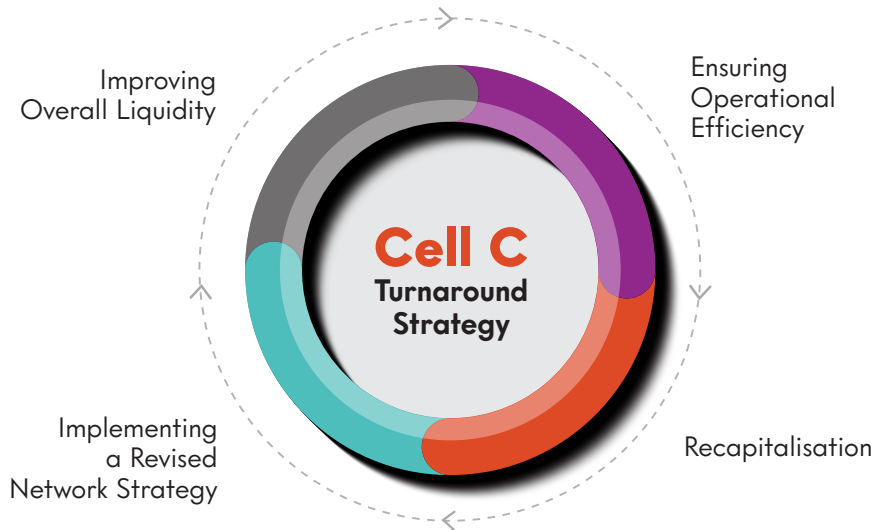 Improving
Overall Liquidity
Ensuring
Operational
Efficiency
Cell C
Turnaround
Strategy
Implementing
a Revised
Network Strategy
Recapitalisation